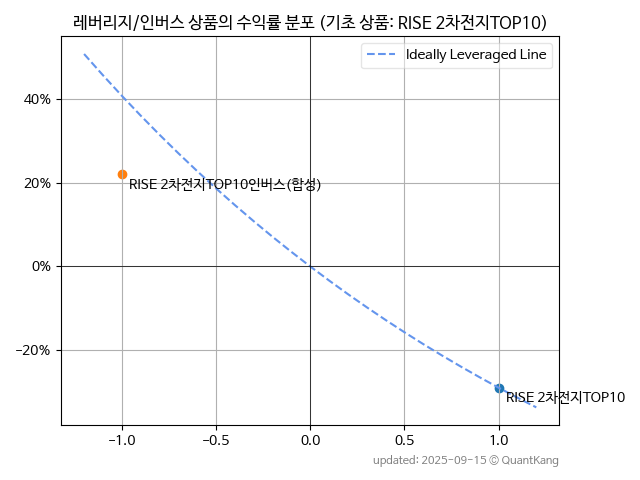 레버리지/인버스 상품의 수익률 분포 (기초 상품: RISE 2차전지TOP10)
Ideally Leveraged Line
40%
20%
0%
−20%
RISE 2차전지TOP10인버스(합성)
RISE 2차전지TOP10
−1.0
−0.5
0.0
0.5
1.0
updated: 2025-09-15 © QuantKang